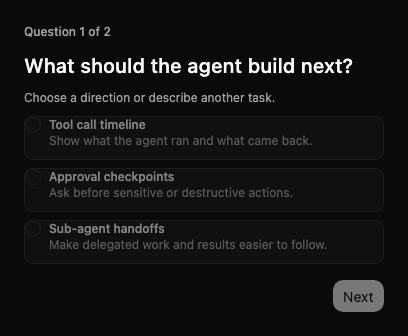 Question 1 of 2
What should the agent build next?
Choose a direction or describe another task.
Tool call timeline
Show what the agent ran and what came back.
Approval checkpoints
Ask before sensitive or destructive actions.
Sub-agent handoffs
Make delegated work and results easier to follow.
Next